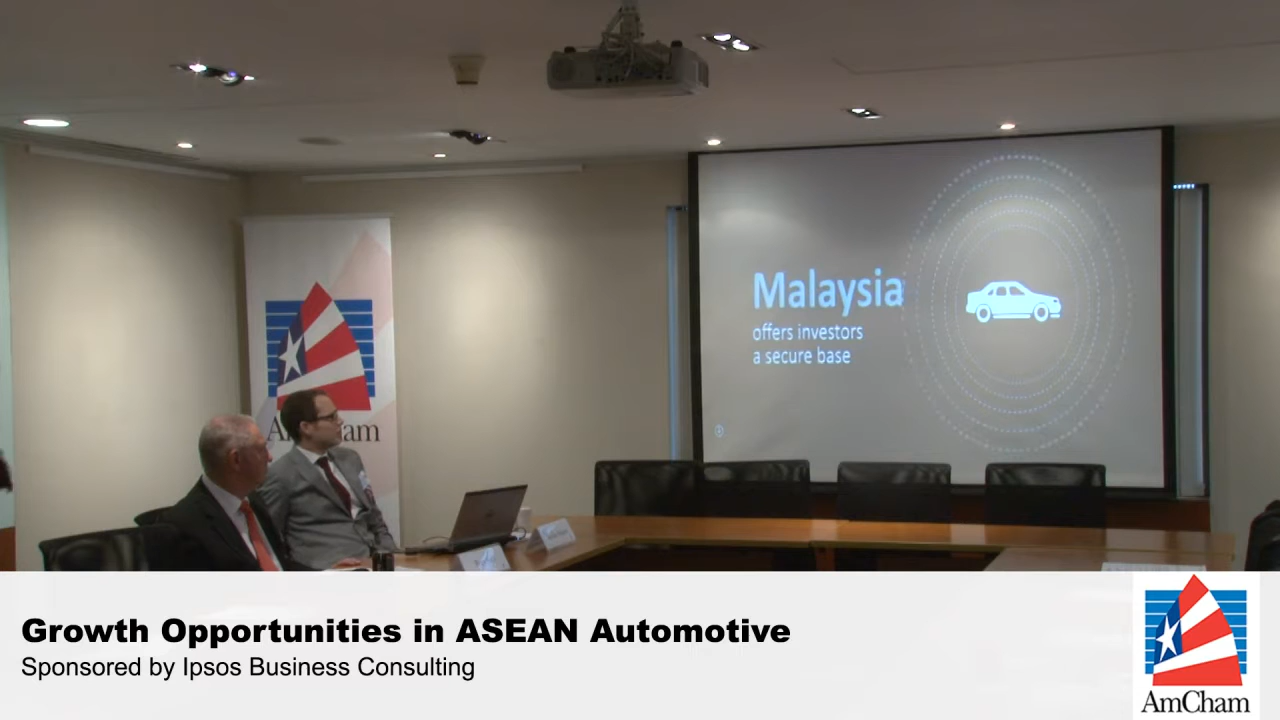 Malaysia
offers investors
a secure base
AmCham
Growth Opportunities in ASEAN Automotive
Sponsored by Ipsos Business Consulting
AmCham